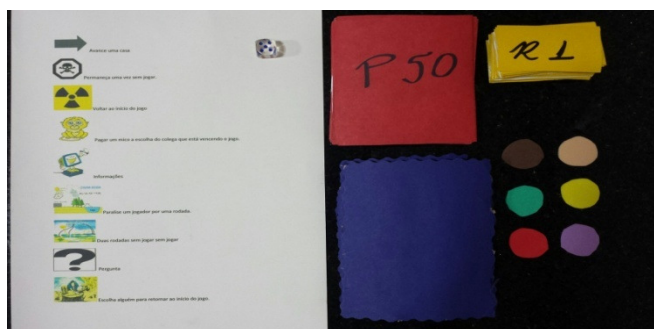 Avance uma casa
Permaneça uma vez sem jogar.
Voltar ao início do jogo.
Pagar um mico a escolha do colega que está vencendo o jogo.
Informações
Paralise um jogador por uma rodada.
Duas rodadas sem jogar sem jogar
?
Pergunta
Escolha alguém para retornar ao início do jogo.
P 50
R 1